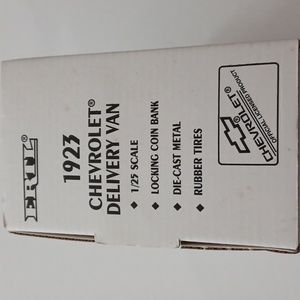 ERTL
1923
CHEVROLET®
DELIVERY VAN
• 1/25 SCALE
• LOCKING COIN BANK
• DIE-CAST METAL
• RUBBER TIRES
CHEVROLET®
OFFICIAL LICENSED PRODUCT